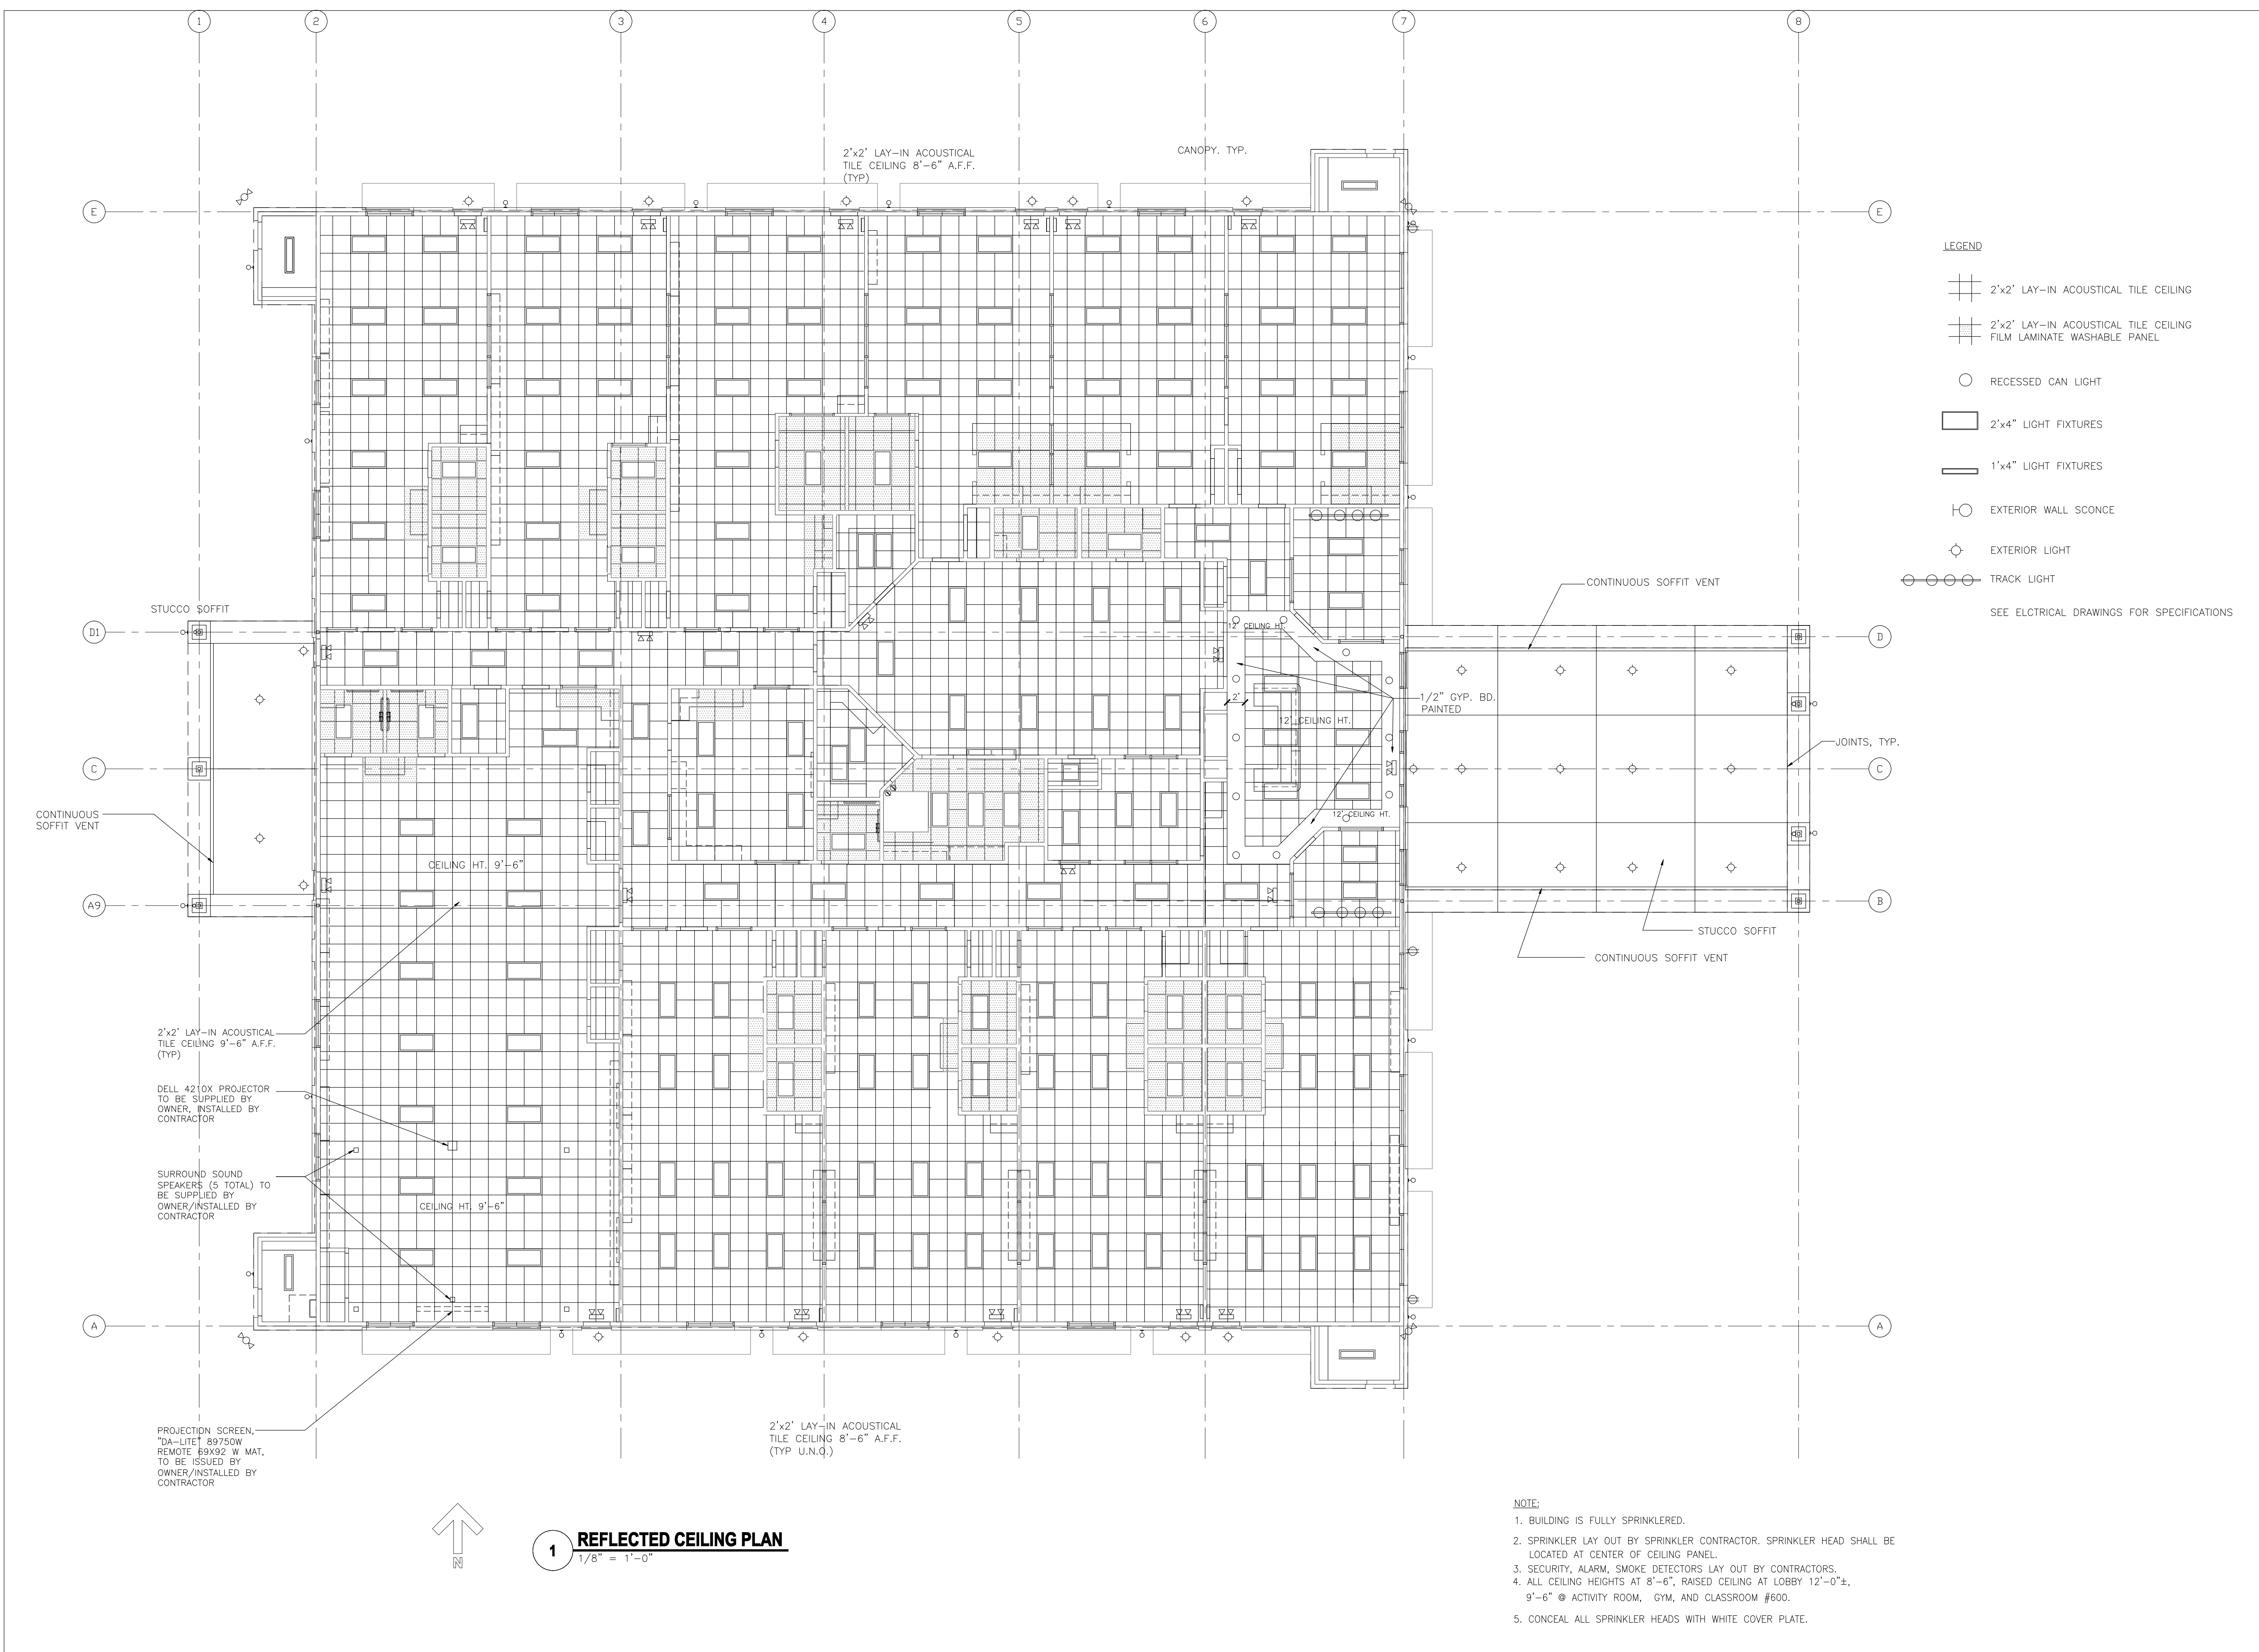 1
2
3
4
5
6
7
8
2'x2' LAY-IN ACOUSTICAL
TILE CEILING 8'-6" A.F.F.
(TYP)
CANOPY. TYP.
E
E
LEGEND
2'x2' LAY-IN ACOUSTICAL TILE CEILING
2'x2' LAY-IN ACOUSTICAL TILE CEILING
FILM LAMINATE WASHABLE PANEL
RECESSED CAN LIGHT
2'x4" LIGHT FIXTURES
1'x4" LIGHT FIXTURES
EXTERIOR WALL SCONCE
EXTERIOR LIGHT
TRACK LIGHT
SEE ELCTRICAL DRAWINGS FOR SPECIFICATIONS
CONTINUOUS SOFFIT VENT
STUCCO SOFFIT
D1
D
12' CEILING HT.
2'
1/2" GYP. BD.
PAINTED
12' CEILING HT.
JOINTS, TYP.
C
C
12' CEILING HT.
CONTINUOUS
SOFFIT VENT
CEILING HT. 9'-6"
A9
B
STUCCO SOFFIT
CONTINUOUS SOFFIT VENT
2'x2' LAY-IN ACOUSTICAL
TILE CEILING 9'-6" A.F.F.
(TYP)
DELL 4210X PROJECTOR
TO BE SUPPLIED BY
OWNER, INSTALLED BY
CONTRACTOR
SURROUND SOUND
SPEAKERS (5 TOTAL) TO
BE SUPPLIED BY
OWNER/INSTALLED BY
CONTRACTOR
CEILING HT. 9'-6"
A
A
PROJECTION SCREEN,
"DA-LITE" 89750W
REMOTE 69X92 W MAT,
TO BE ISSUED BY
OWNER/INSTALLED BY
CONTRACTOR
2'x2' LAY-IN ACOUSTICAL
TILE CEILING 8'-6" A.F.F.
(TYP U.N.O.)
N
1
REFLECTED CEILING PLAN
1/8" = 1'-0"
NOTE:
1. BUILDING IS FULLY SPRINKLERED.
2. SPRINKLER LAY OUT BY SPRINKLER CONTRACTOR. SPRINKLER HEAD SHALL BE
LOCATED AT CENTER OF CEILING PANEL.
3. SECURITY, ALARM, SMOKE DETECTORS LAY OUT BY CONTRACTORS.
4. ALL CEILING HEIGHTS AT 8'-6", RAISED CEILING AT LOBBY 12'-0"±,
9'-6" @ ACTIVITY ROOM, GYM, AND CLASSROOM #600.
5. CONCEAL ALL SPRINKLER HEADS WITH WHITE COVER PLATE.